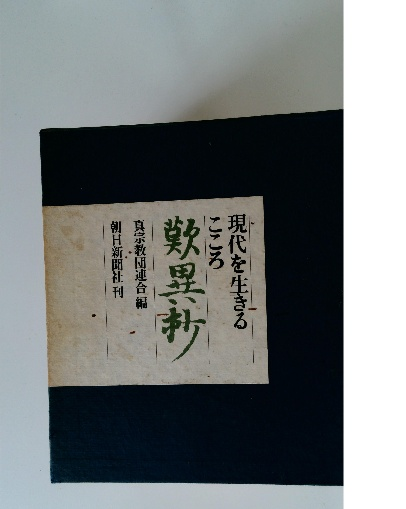 現代を生きる
こころ
歎異抄
真宗教団連合 編
朝日新聞社 刊